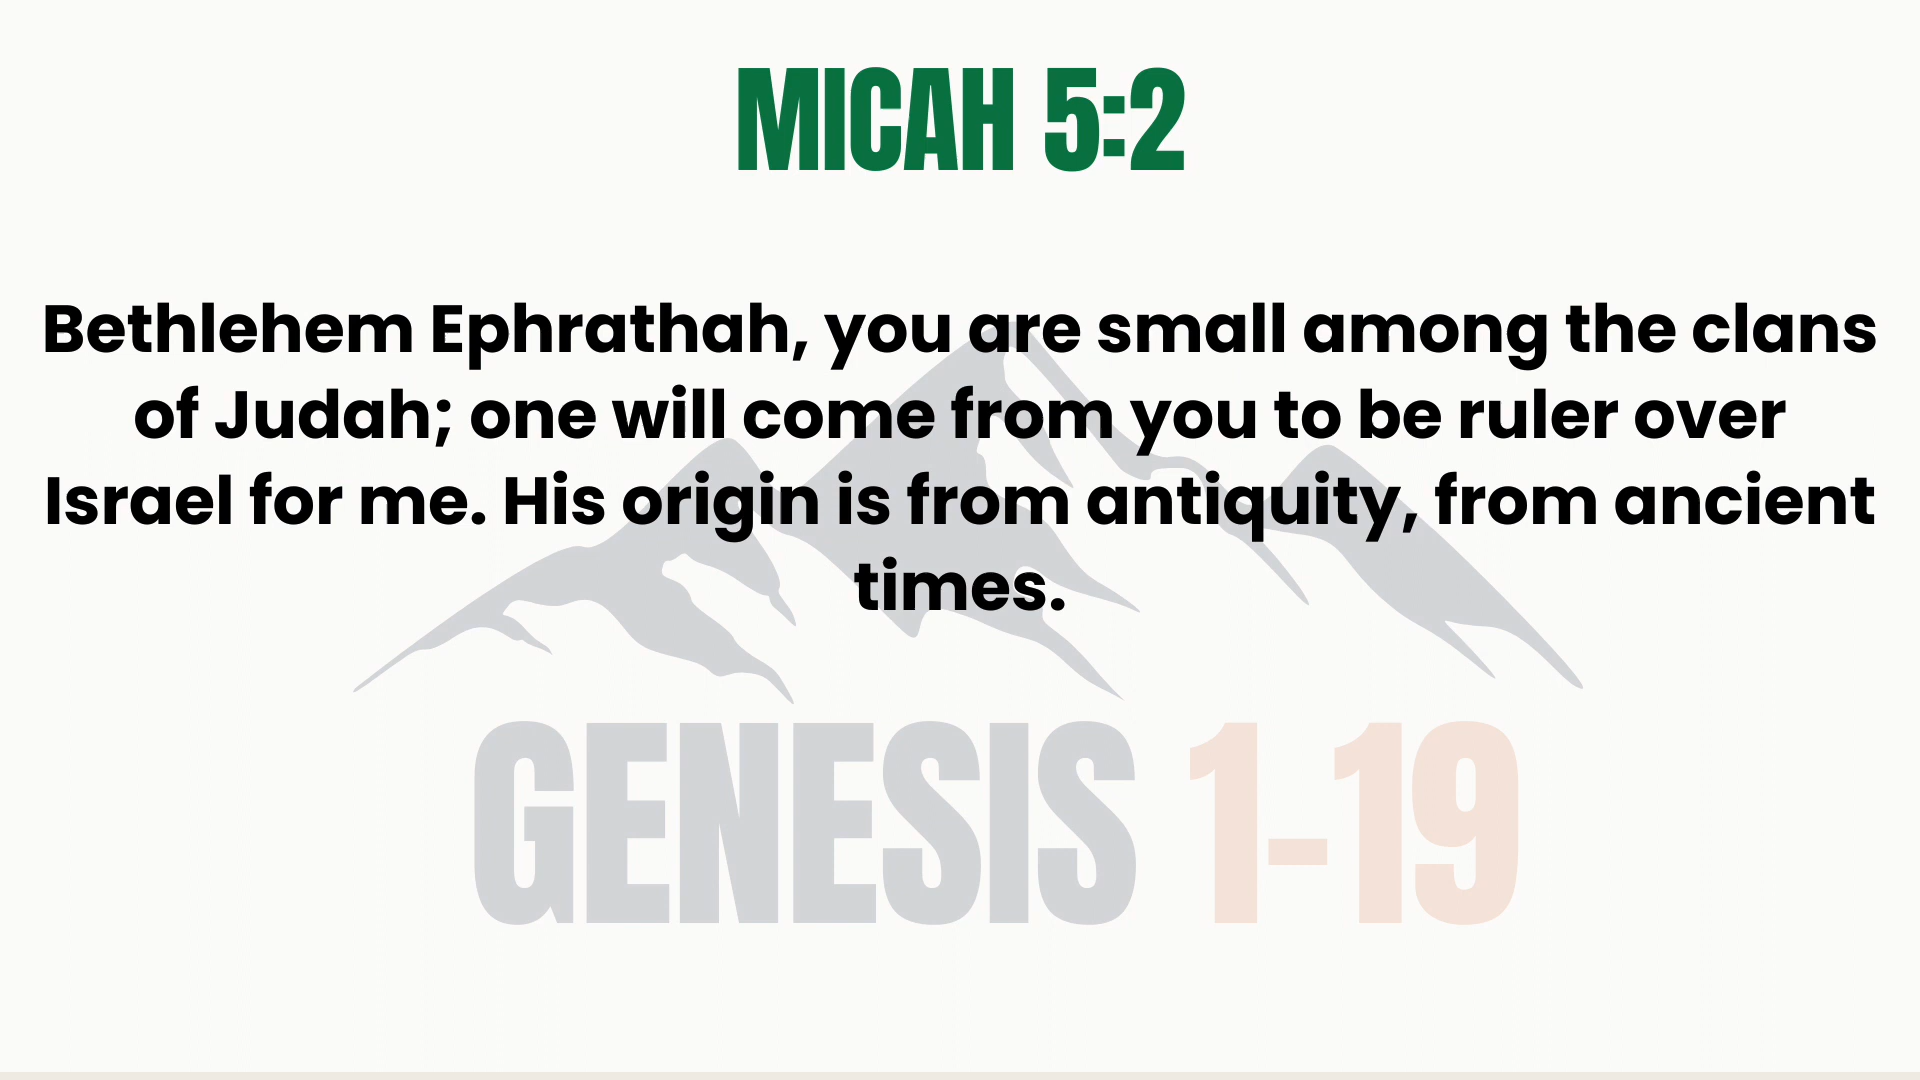 MICAH 5:2
Bethlehem Ephrathah, you are small among the clans
of Judah; one will come from you to be ruler over
Israel for me. His origin is from antiquity, from ancient
times.
GENESIS 1-19